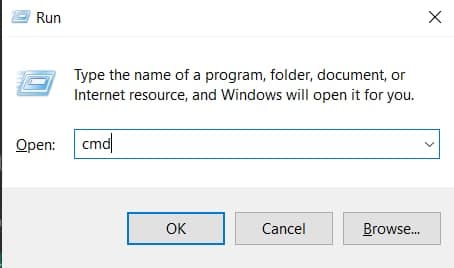 Run
Type the name of a program, folder, document, or
Internet resource, and Windows will open it for you.
Open: cmd
OK Cancel Browse...